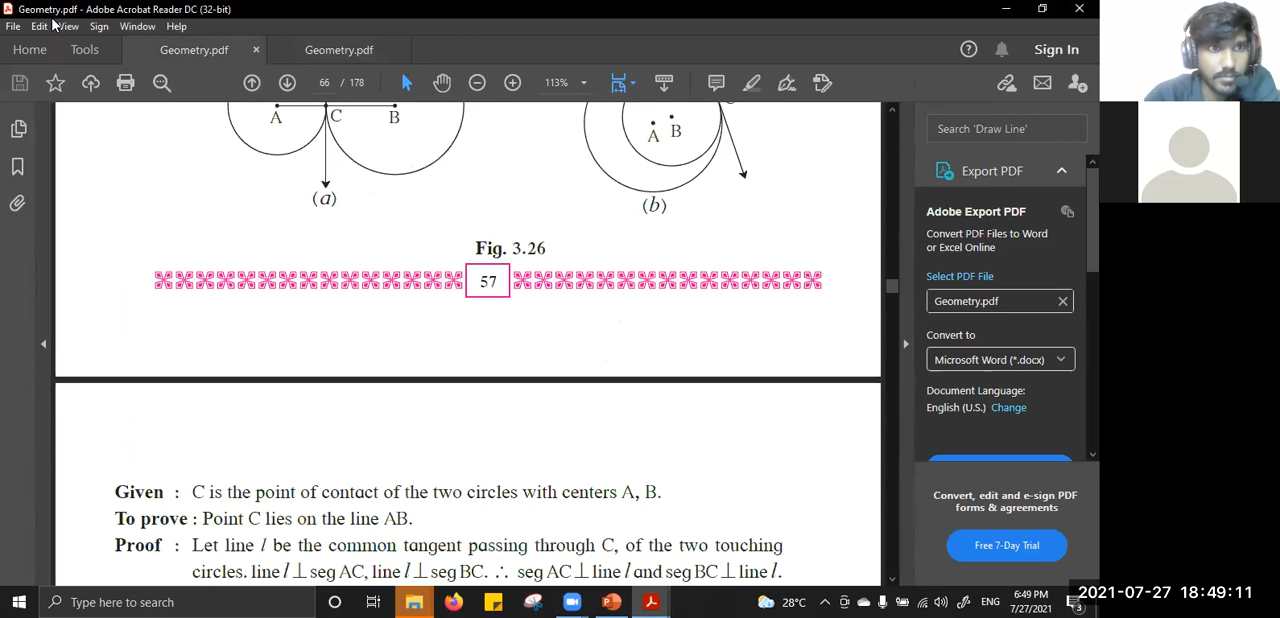 Geometry.pdf - Adobe Acrobat Reader DC (32-bit)
File Edit View Sign Window Help
Home Tools Geometry.pdf × Geometry.pdf Sign In
66 / 178 113%
A C B
A B
(a)
(b)
Fig. 3.26
57
Given : C is the point of contact of the two circles with centers A, B.
To prove : Point C lies on the line AB.
Proof : Let line l be the common tangent passing through C, of the two touching
circles. line l ⊥ seg AC, line l ⊥ seg BC. ∴ seg AC ⊥ line l and seg BC ⊥ line l.
Search 'Draw Line'
Export PDF
Adobe Export PDF
Convert PDF Files to Word
or Excel Online
Select PDF File
Geometry.pdf
Convert to
Microsoft Word (*.docx)
Document Language:
English (U.S.) Change
Convert, edit and e-sign PDF
forms & agreements
Free 7-Day Trial
Type here to search
28°C
ENG
6:49 PM
7/27/2021
3
2021-07-27 18:49:11